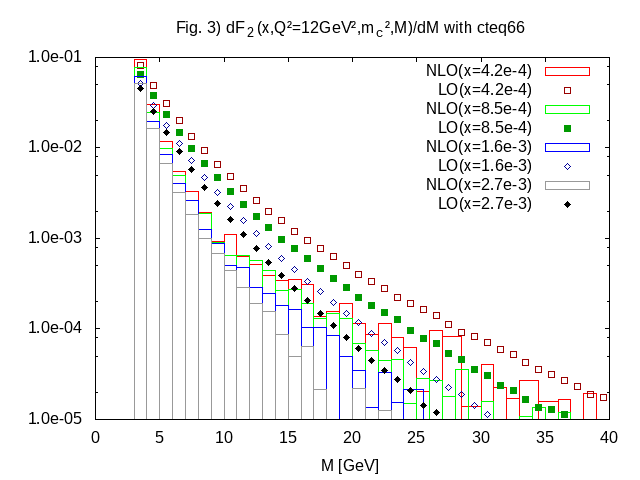 Fig. 3) dF₂(x,Q²=12GeV²,m_c²,M)/dM with cteq66
1.0e-01
1.0e-02
1.0e-03
1.0e-04
1.0e-05
NLO(x=4.2e-4)
LO(x=4.2e-4)
NLO(x=8.5e-4)
LO(x=8.5e-4)
NLO(x=1.6e-3)
LO(x=1.6e-3)
NLO(x=2.7e-3)
LO(x=2.7e-3)
0 5 10 15 20 25 30 35 40
M [GeV]